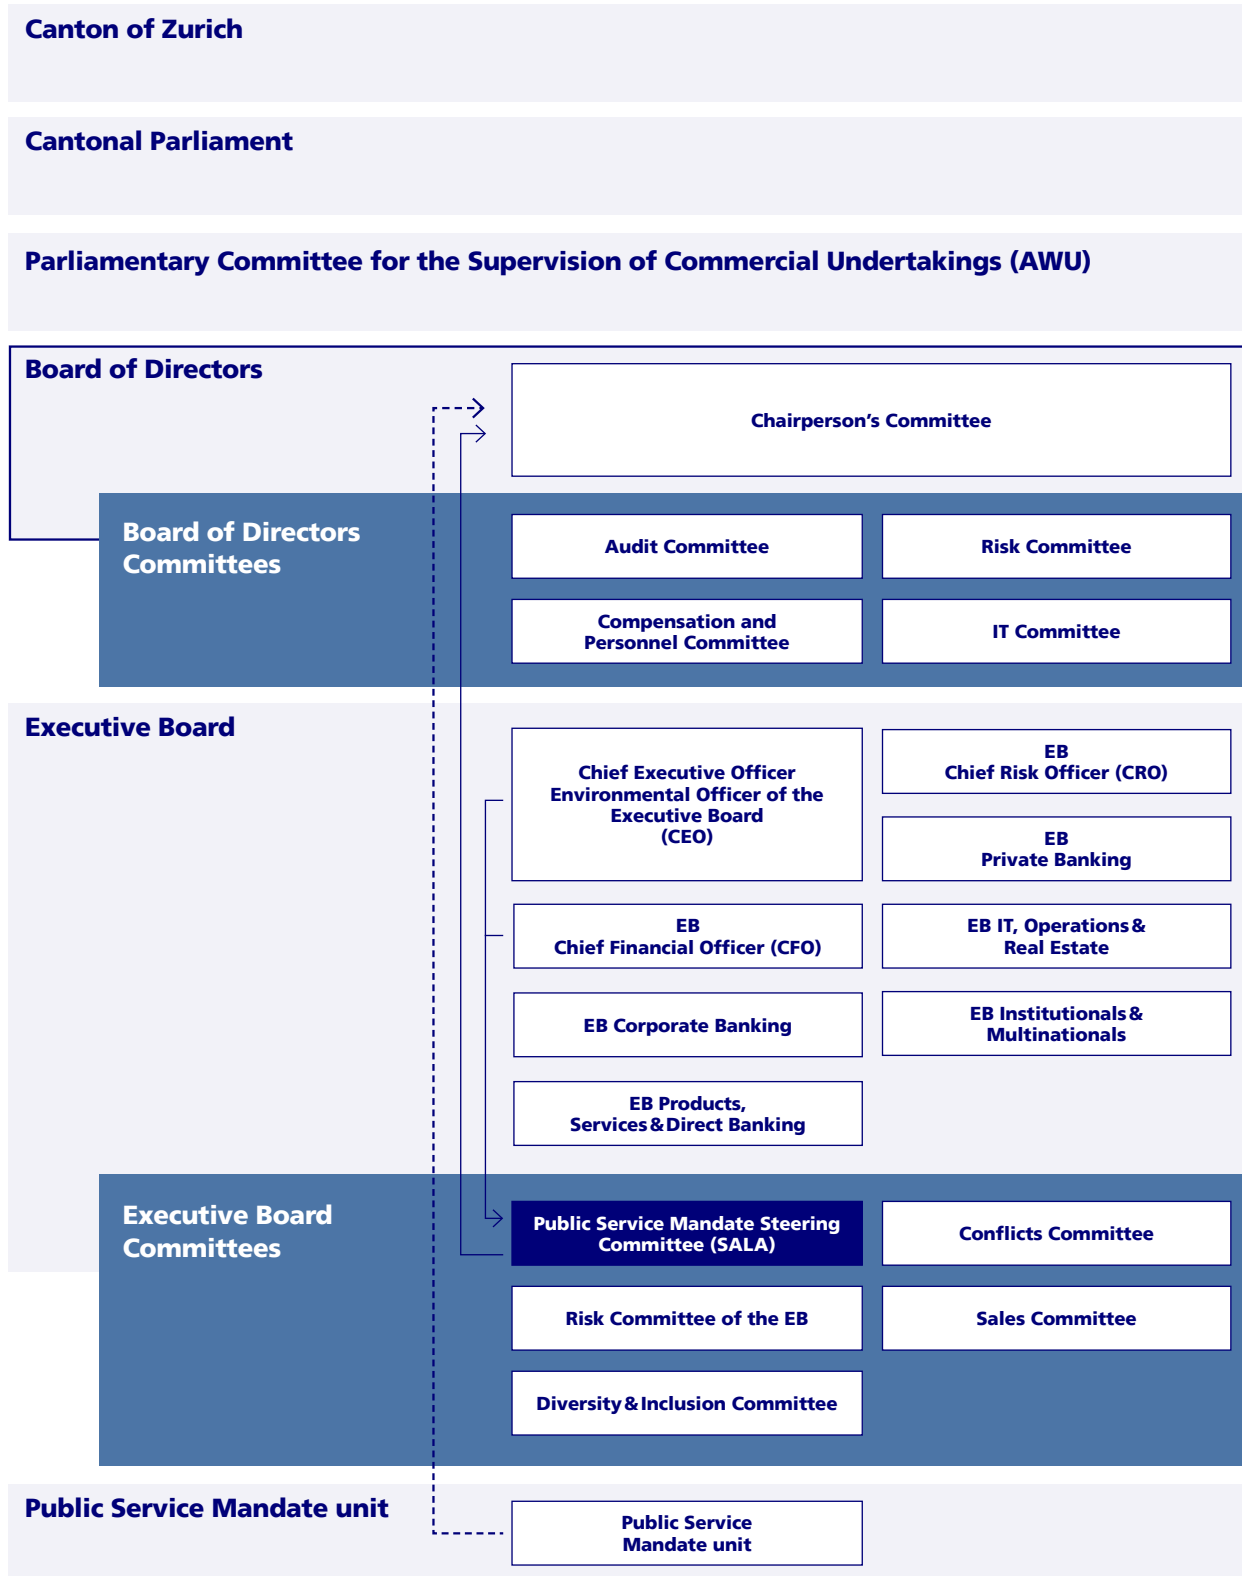 Canton of Zurich
Cantonal Parliament
Parliamentary Committee for the Supervision of Commercial Undertakings (AWU)
Board of Directors
Chairperson’s Committee
Board of Directors
Committees
Audit Committee
Risk Committee
Compensation and
Personnel Committee
IT Committee
Executive Board
Chief Executive Officer
Environmental Officer of the
Executive Board
(CEO)
EB
Chief Risk Officer (CRO)
EB
Private Banking
EB
Chief Financial Officer (CFO)
EB IT, Operations &
Real Estate
EB Corporate Banking
EB Institutionals &
Multinationals
EB Products,
Services & Direct Banking
Executive Board
Committees
Public Service Mandate Steering
Committee (SALA)
Conflicts Committee
Risk Committee of the EB
Sales Committee
Diversity & Inclusion Committee
Public Service Mandate unit
Public Service
Mandate unit